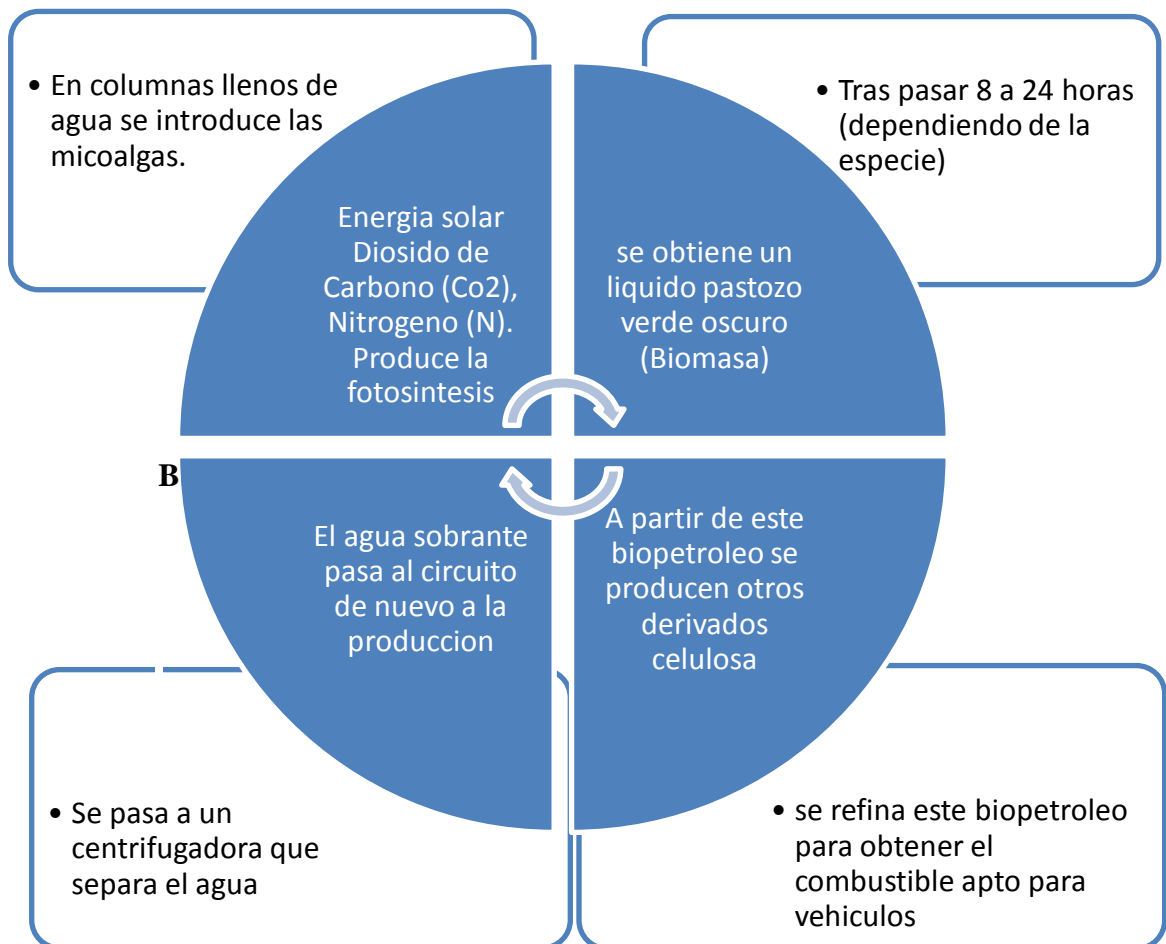 • En columnas llenos de
agua se introduce las
micoalgas.
Energia solar
Diosido de
Carbono (Co2),
Nitrogeno (N).
Produce la
fotosintesis
• Tras pasar 8 a 24 horas
(dependiendo de la
especie)
se obtiene un
liquido pastozo
verde oscuro
(Biomasa)
B
El agua sobrante
pasa al circuito
de nuevo a la
produccion
• Se pasa a un
centrifugadora que
separa el agua
A partir de este
biopetroleo se
producen otros
derivados
celulosa
• se refina este biopetroleo
para obtener el
combustible apto para
vehiculos